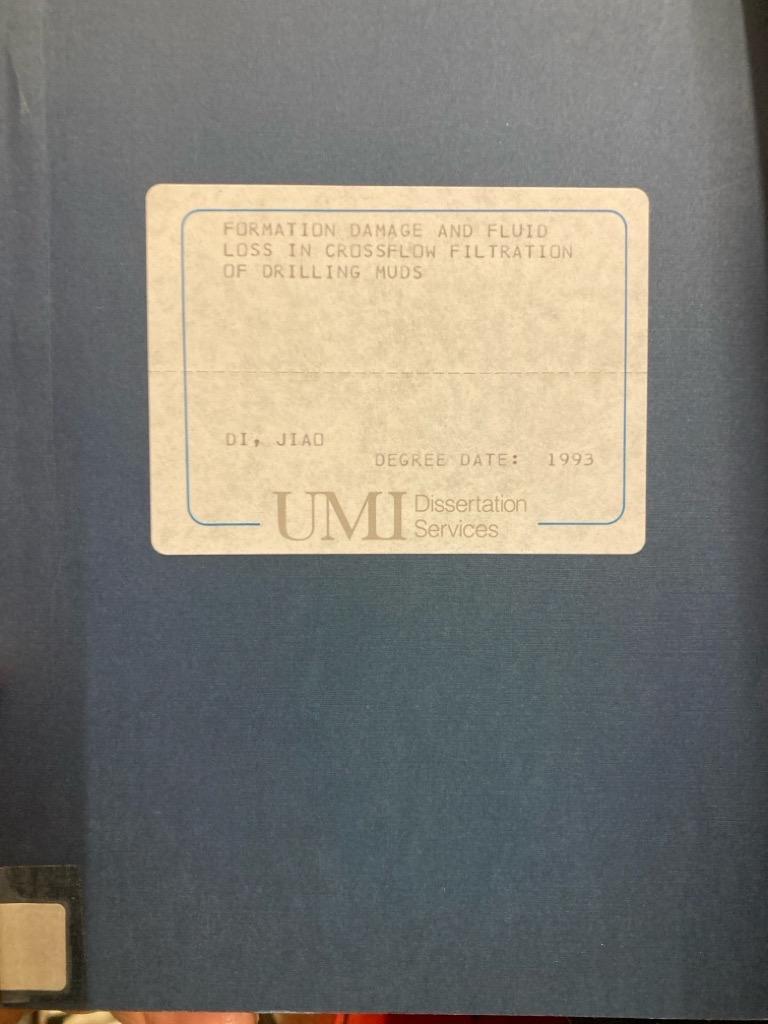 FORMATION DAMAGE AND FLUID
LOSS IN CROSSFLOW FILTRATION
OF DRILLING MUDS
DI, JIAO
DEGREE DATE: 1993
UMI Dissertation
Services